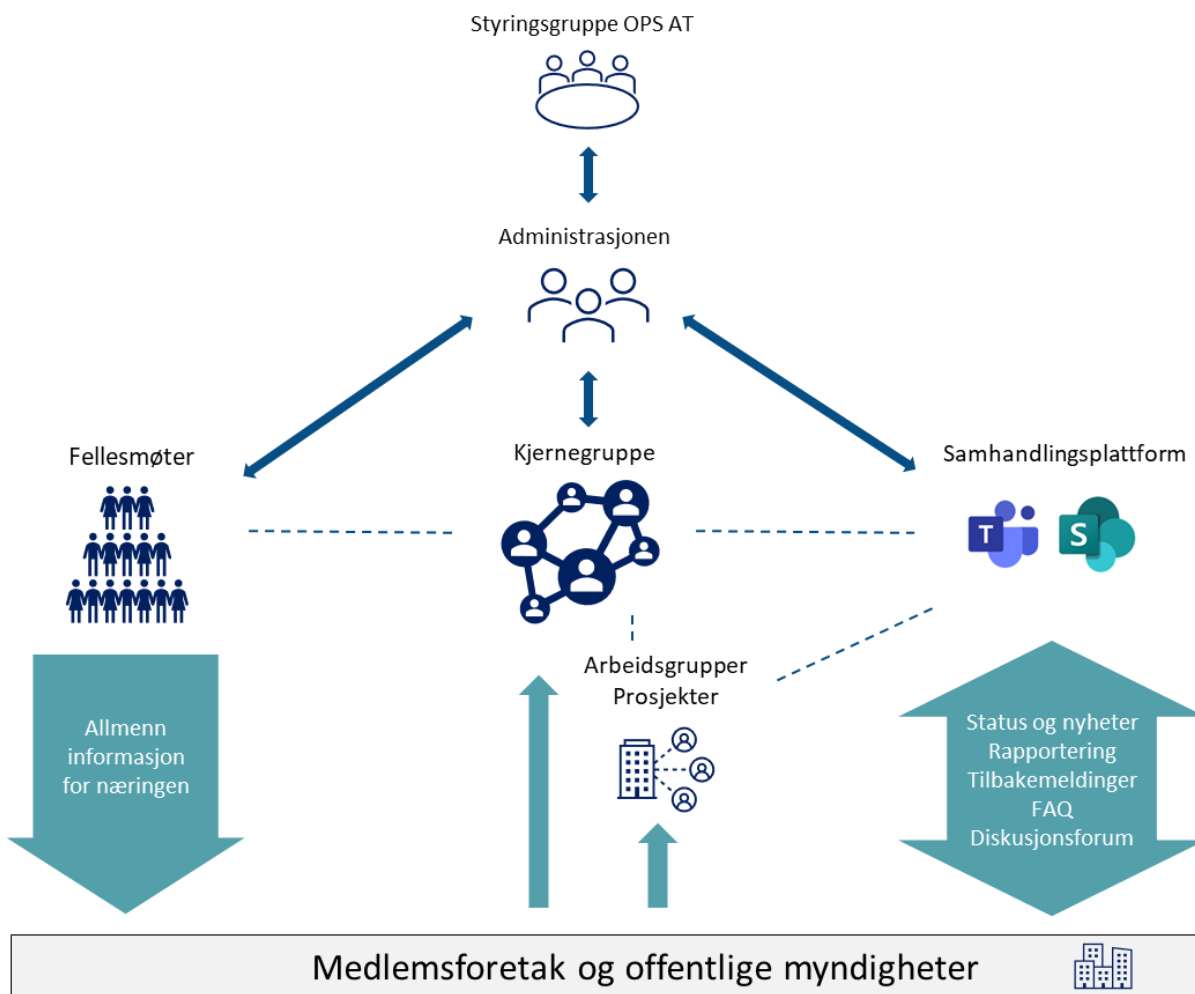 Styringsgruppe OPS AT
Administrasjonen
Fellesmøter
Kjernegruppe
Samhandlingsplattform
T
S
Arbeidsgrupper
Prosjekter
Allmenn
informasjon
for næringen
Status og nyheter
Rapportering
Tilbakemeldinger
FAQ
Diskusjonsforum
Medlemsforetak og offentlige myndigheter